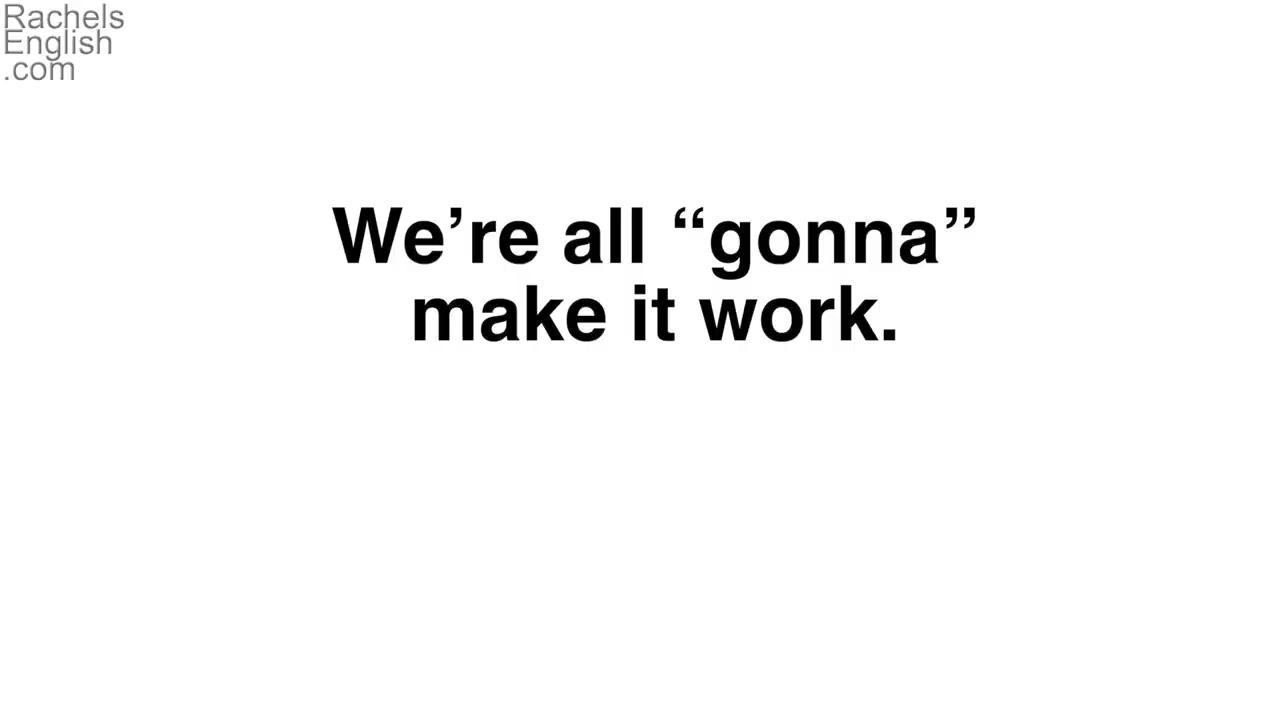 Rachels
English
.com
We’re all “gonna”
make it work.